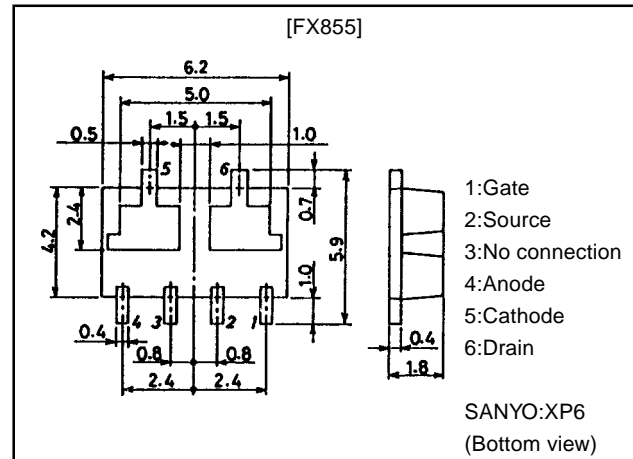 [FX855]
6.2
5.0
1.5 1.5
0.5 1.0
5 6
4.2 2.4 0.7 5.9 1.0
4 3 2 1
0.4
0.8 0.8
2.4 2.4
0.4
1.8
1:Gate
2:Source
3:No connection
4:Anode
5:Cathode
6:Drain
SANYO:XP6
(Bottom view)